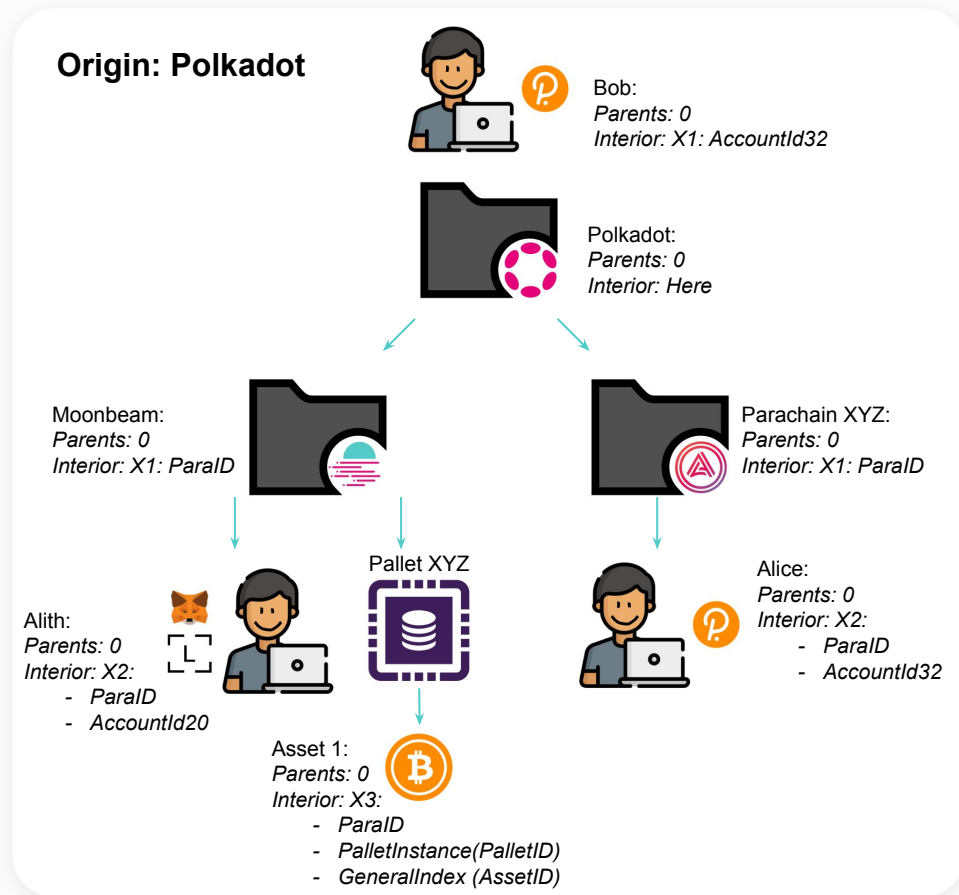 Origin: Polkadot
Bob:
Parents: 0
Interior: X1: AccountId32
Polkadot:
Parents: 0
Interior: Here
Moonbeam:
Parents: 0
Interior: X1: ParaID
Parachain XYZ:
Parents: 0
Interior: X1: ParaID
Alith:
Parents: 0
Interior: X2:
- ParaID
- AccountId20
L
Pallet XYZ
Alice:
Parents: 0
Interior: X2:
- ParaID
- AccountId32
Asset 1:
Parents: 0
Interior: X3:
- ParaID
- PalletInstance(PalletID)
- GeneralIndex (AssetID)